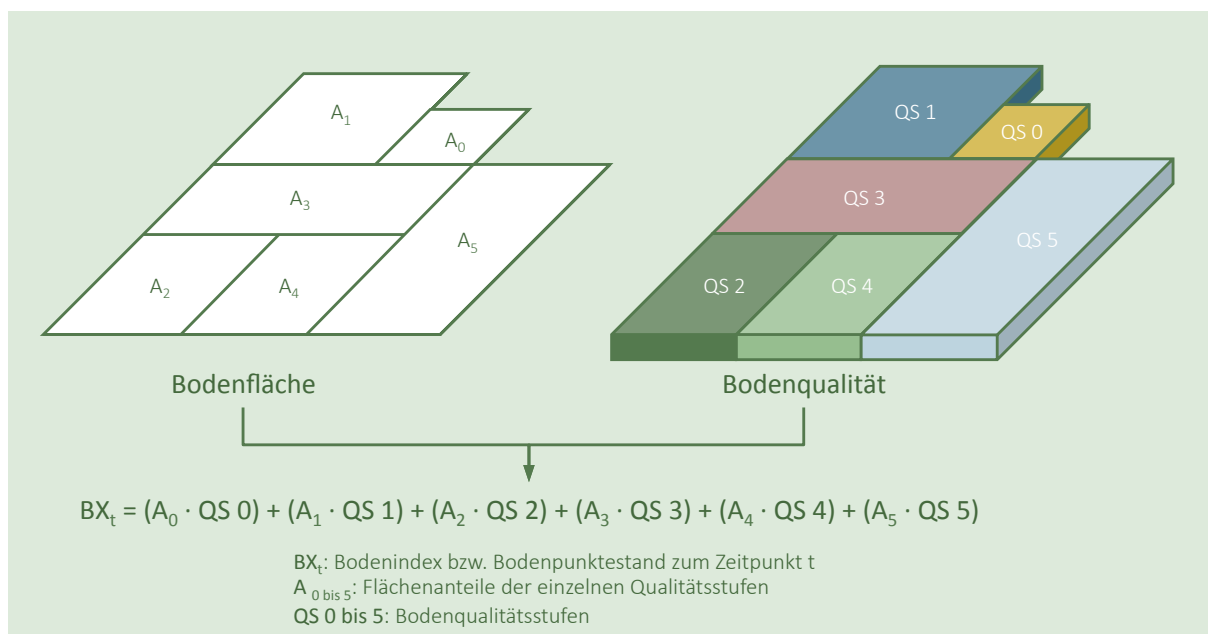 A₁
A₀
A₃
A₅
A₂
A₄
QS 1
QS 0
QS 3
QS 5
QS 2
QS 4
Bodenfläche
Bodenqualität
BXₜ = (A₀ · QS 0) + (A₁ · QS 1) + (A₂ · QS 2) + (A₃ · QS 3) + (A₄ · QS 4) + (A₅ · QS 5)
BXₜ: Bodenindex bzw. Bodenpunktestand zum Zeitpunkt t
A 0 bis 5: Flächenanteile der einzelnen Qualitätsstufen
QS 0 bis 5: Bodenqualitätsstufen